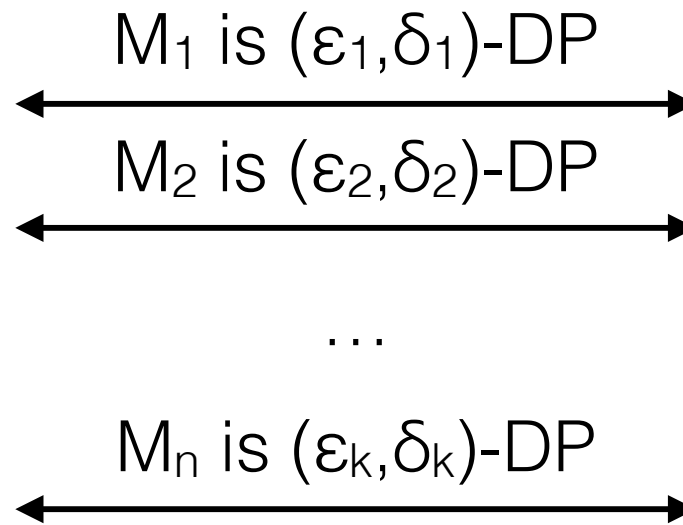 M₁ is (ε₁,δ₁)-DP
M₂ is (ε₂,δ₂)-DP
...
Mₙ is (εₖ,δₖ)-DP